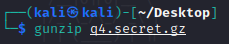 ┌──(kali㉿kali)-[~/Desktop]
└─$ gunzip q4.secret.gz